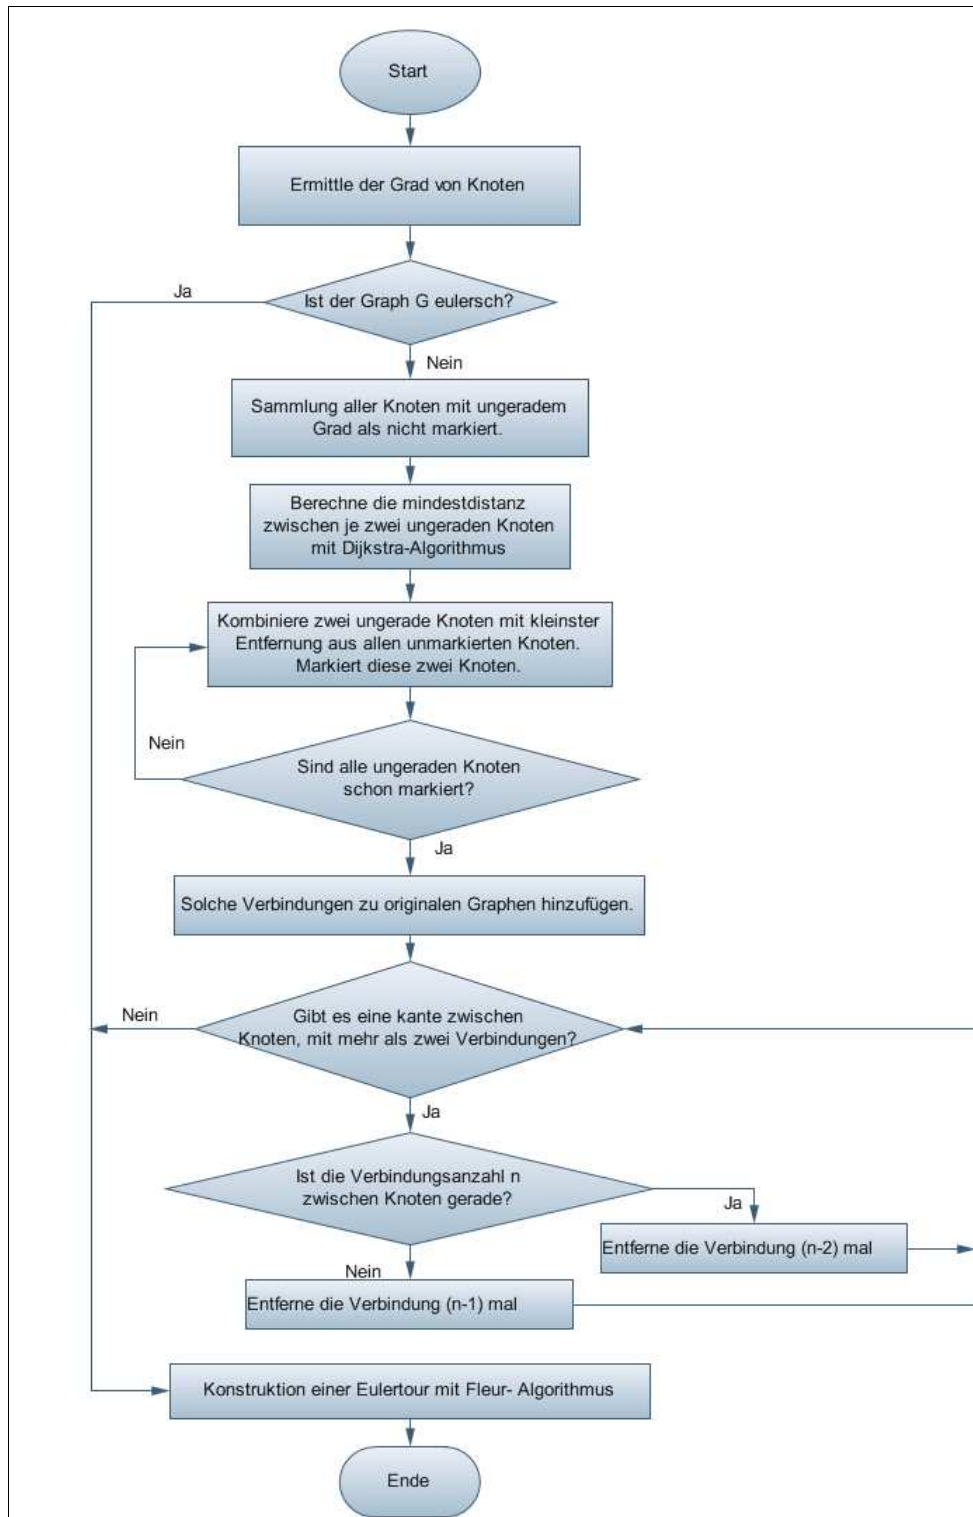 Start
Ermittle der Grad von Knoten
Ja
Ist der Graph G eulersch?
Nein
Sammlung aller Knoten mit ungeradem
Grad als nicht markiert.
Berechne die mindestdistanz
zwischen je zwei ungeraden Knoten
mit Dijkstra-Algorithmus
Kombiniere zwei ungerade Knoten mit kleinster
Entfernung aus allen unmarkierten Knoten.
Markiert diese zwei Knoten.
Nein
Sind alle ungeraden Knoten
schon markiert?
Ja
Solche Verbindungen zu originalen Graphen hinzufügen.
Nein
Gibt es eine kante zwischen
Knoten, mit mehr als zwei Verbindungen?
Ja
Ist die Verbindungsanzahl n
zwischen Knoten gerade?
Ja
Entferne die Verbindung (n-2) mal
Nein
Entferne die Verbindung (n-1) mal
Konstruktion einer Eulertour mit Fleur- Algorithmus
Ende